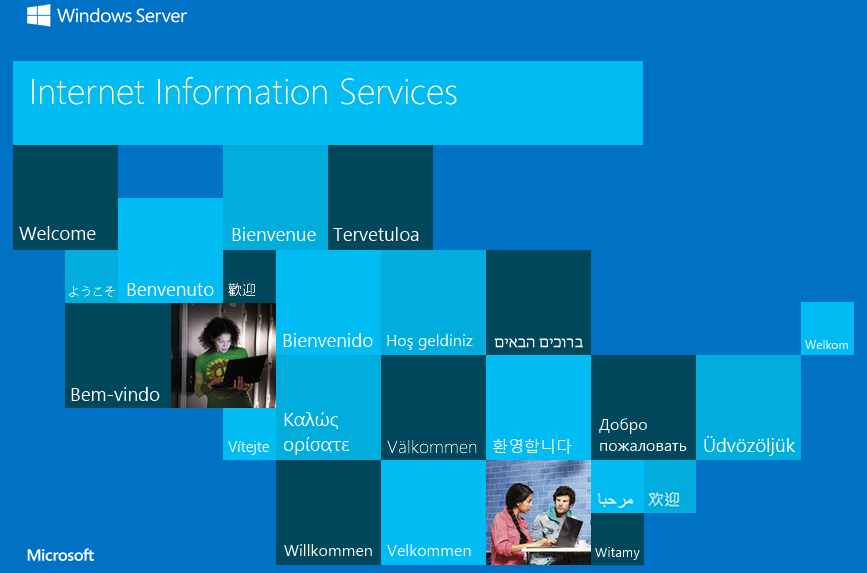 Windows Server
Internet Information Services
Welcome
Bienvenue
Tervetuloa
ようこそ
Benvenuto
歡迎
Bienvenido
Hoş geldiniz
ברוכים הבאים
Welkom
Bem-vindo
Vítejte
Καλώς
ορίσατε
Välkommen
환영합니다
Добро
пожаловать
Üdvözöljük
Willkommen
Velkommen
مرحبا
欢迎
Witamy
Microsoft